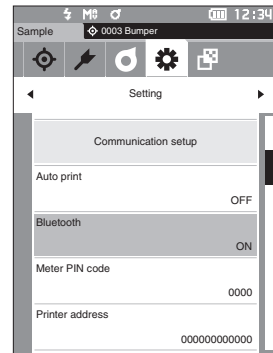 12:34
Sample
0003 Bumper
Setting
Communication setup
Auto print
OFF
Bluetooth
ON
Meter PIN code
0000
Printer address
000000000000